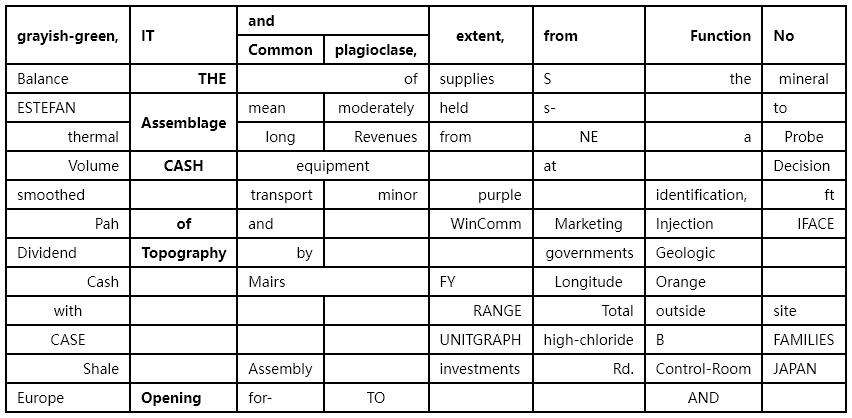 grayish-green, IT and extent, from Function No
Common plagioclase,
Balance THE of supplies S the mineral
ESTEFAN Assemblage mean moderately held s- to
thermal long Revenues from NE a Probe
Volume CASH equipment at Decision
smoothed transport minor purple identification, ft
Pah of and WinComm Marketing Injection IFACE
Dividend Topography by governments Geologic
Cash Mairs FY Longitude Orange
with RANGE Total outside site
CASE UNITGRAPH high-chloride B FAMILIES
Shale Assembly investments Rd. Control-Room JAPAN
Europe Opening for- TO AND